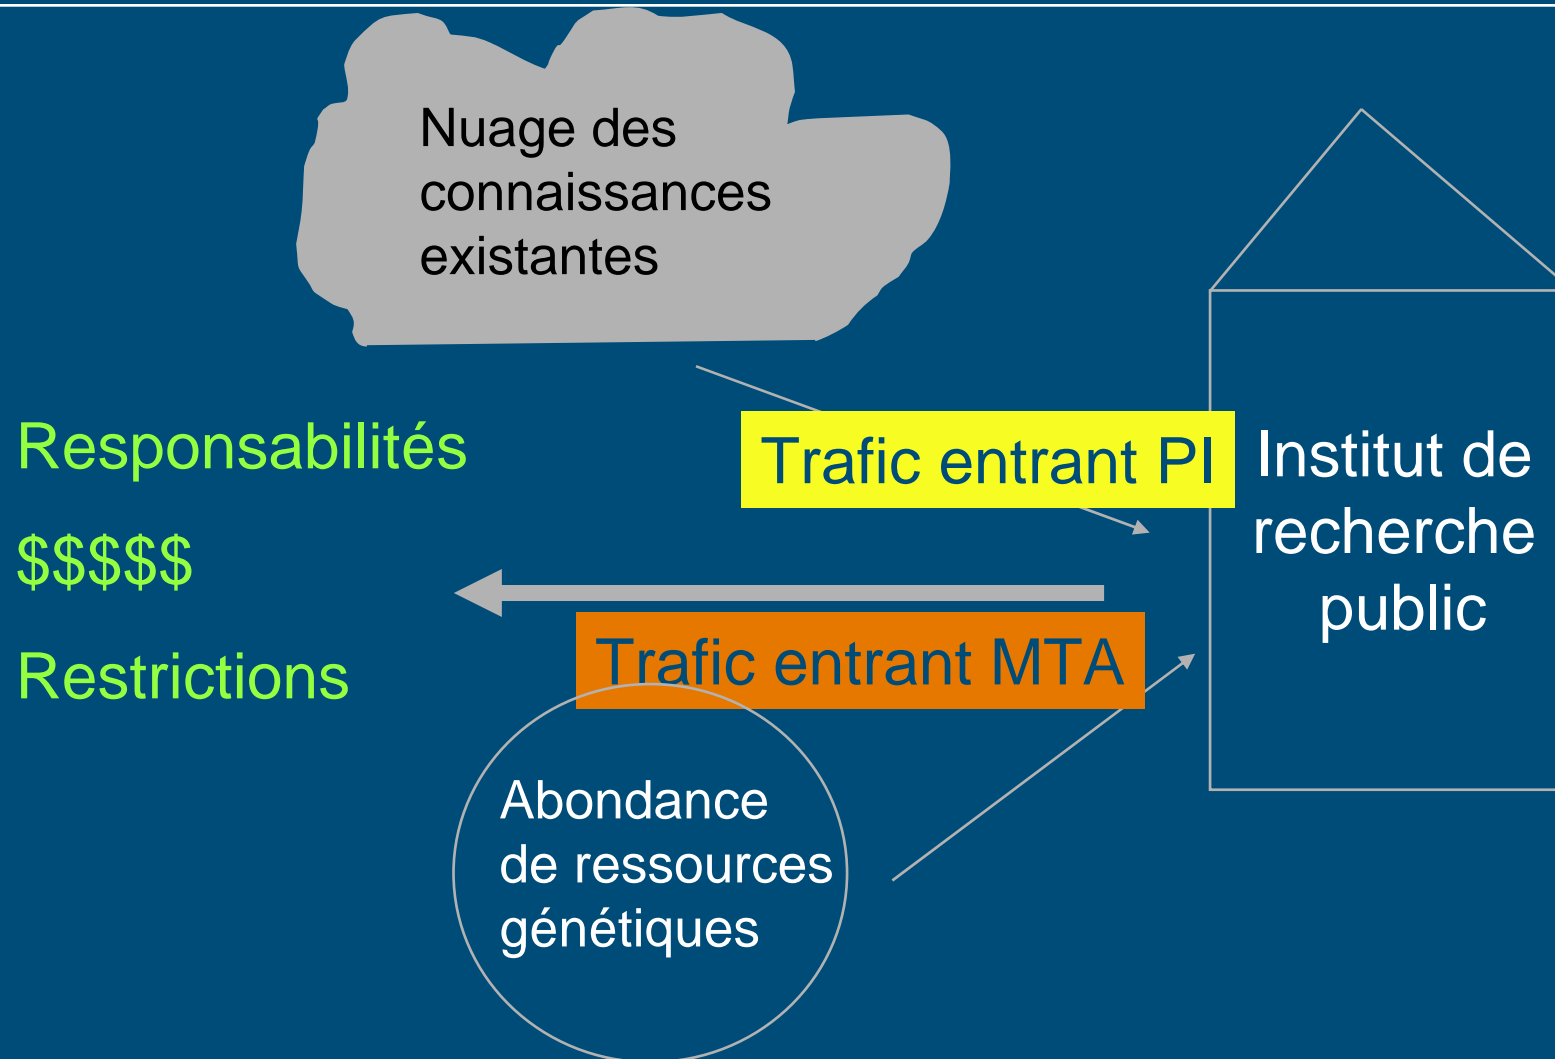 Nuage des
connaissances
existantes
Responsabilités
$$$$$
Restrictions
Trafic entrant PI
Trafic entrant MTA
Abondance
de ressources
génétiques
Institut de
recherche
public